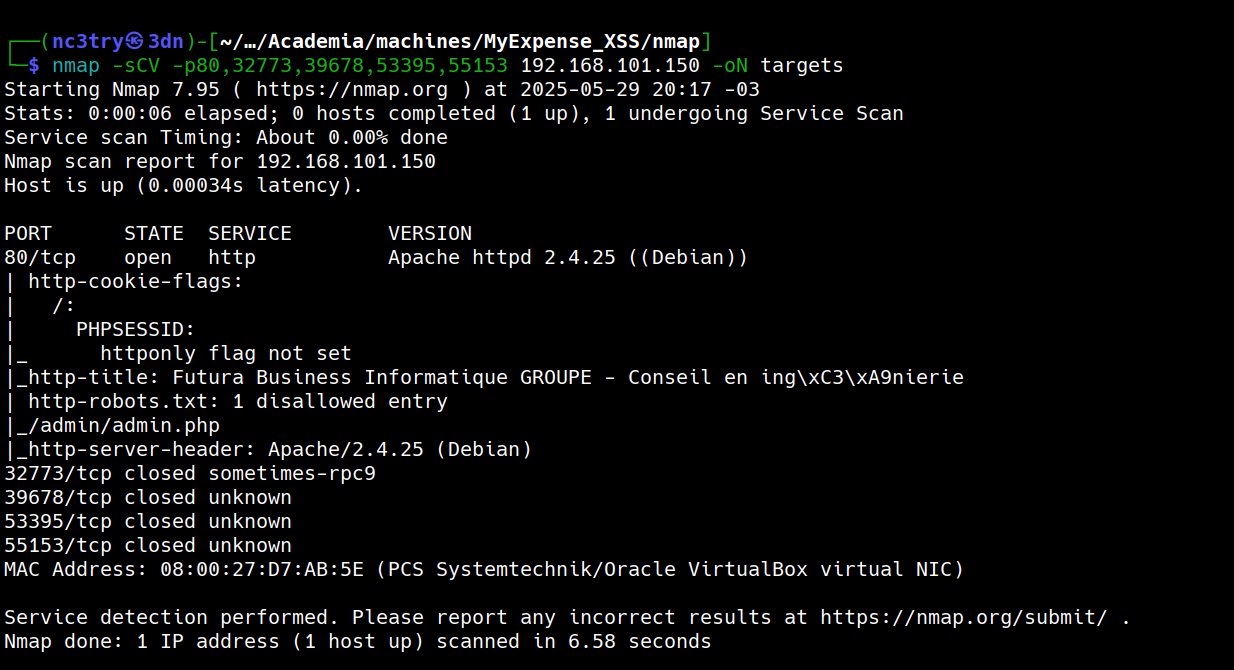 ┌──(nc3try㉿3dn)-[~/…/Academia/machines/MyExpense_XSS/nmap]
└─$ nmap -sCV -p80,32773,39678,53395,55153 192.168.101.150 -oN targets
Starting Nmap 7.95 ( https://nmap.org ) at 2025-05-29 20:17 -03
Stats: 0:00:06 elapsed; 0 hosts completed (1 up), 1 undergoing Service Scan
Service scan Timing: About 0.00% done
Nmap scan report for 192.168.101.150
Host is up (0.00034s latency).

PORT      STATE  SERVICE        VERSION
80/tcp    open   http           Apache httpd 2.4.25 ((Debian))
| http-cookie-flags:
|   /:
|     PHPSESSID:
|_      httponly flag not set
|_http-title: Futura Business Informatique GROUPE - Conseil en ing\xC3\xA9nierie
| http-robots.txt: 1 disallowed entry
|_/admin/admin.php
|_http-server-header: Apache/2.4.25 (Debian)
32773/tcp closed sometimes-rpc9
39678/tcp closed unknown
53395/tcp closed unknown
55153/tcp closed unknown
MAC Address: 08:00:27:D7:AB:5E (PCS Systemtechnik/Oracle VirtualBox virtual NIC)

Service detection performed. Please report any incorrect results at https://nmap.org/submit/ .
Nmap done: 1 IP address (1 host up) scanned in 6.58 seconds